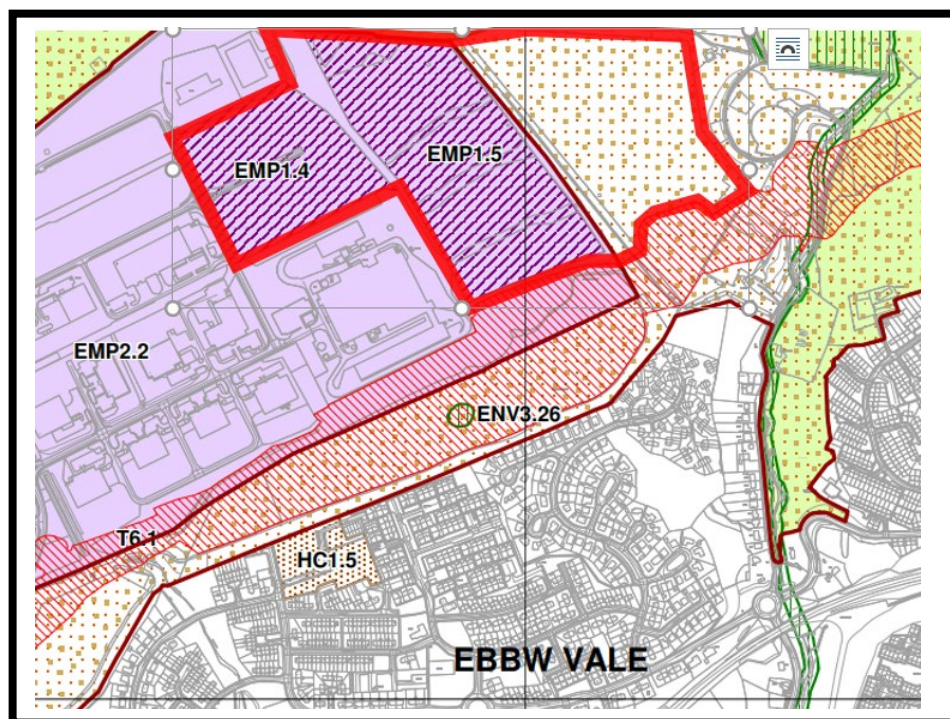 EMP1.4
EMP1.5
EMP2.2
ENV3.26
T6.1
HC1.5
EBBW VALE